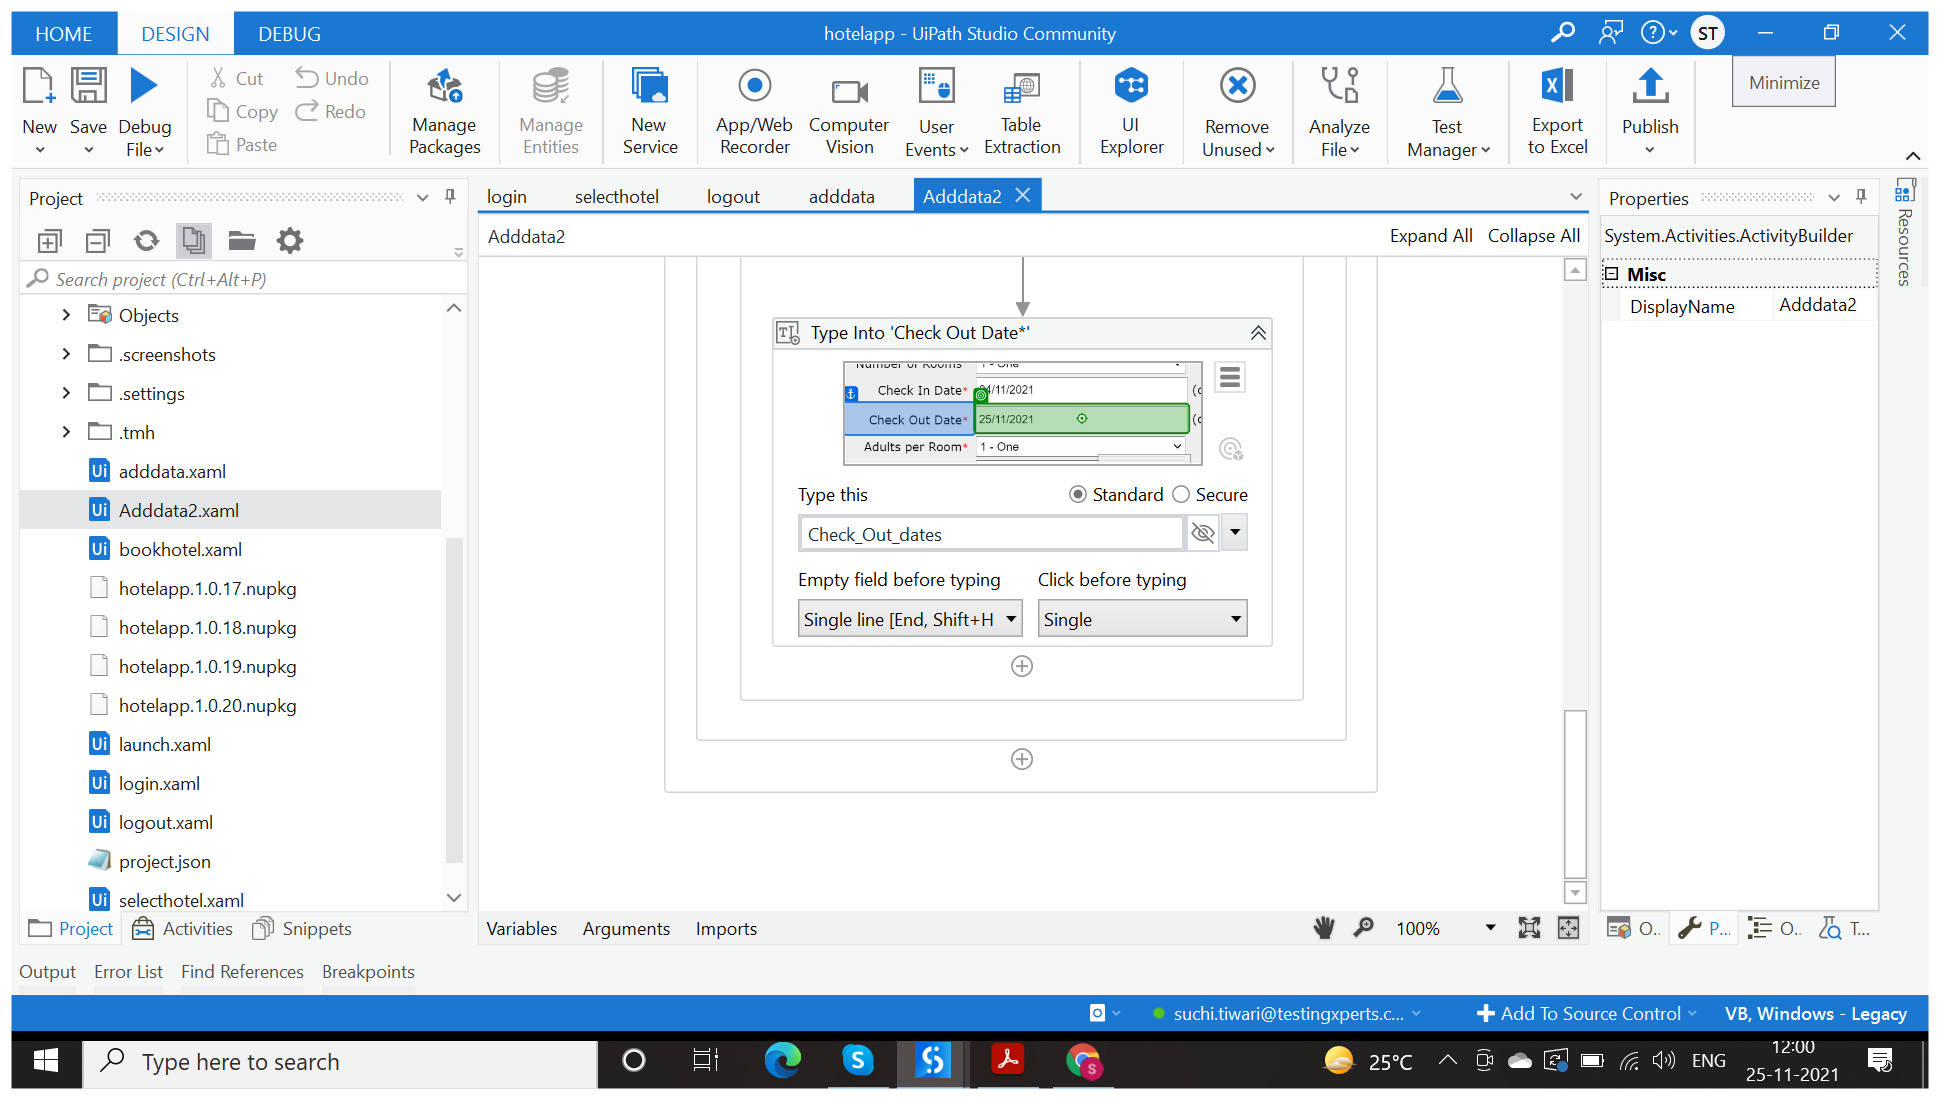 HOME
DESIGN
DEBUG
hotelapp - UiPath Studio Community
ST
New
Save
Debug File
Cut
Copy
Paste
Undo
Redo
Manage Packages
Manage Entities
New Service
App/Web Recorder
Computer Vision
User Events
Table Extraction
UI Explorer
Remove Unused
Analyze File
Test Manager
Export to Excel
Publish
Minimize
Project
Search project (Ctrl+Alt+P)
Objects
.screenshots
.settings
.tmh
Ui adddata.xaml
Ui Adddata2.xaml
Ui bookhotel.xaml
hotelapp.1.0.17.nupkg
hotelapp.1.0.18.nupkg
hotelapp.1.0.19.nupkg
hotelapp.1.0.20.nupkg
Ui launch.xaml
Ui login.xaml
Ui logout.xaml
project.json
Ui selecthotel.xaml
Project
Activities
Snippets
login
selecthotel
logout
adddata
Adddata2
Adddata2
Expand All
Collapse All
Type Into 'Check Out Date*'
Number of Rooms 1 - One
Check In Date* 24/11/2021
Check Out Date* 25/11/2021
Adults per Room* 1 - One
Type this
Standard
Secure
Check_Out_dates
Empty field before typing
Click before typing
Single line [End, Shift+H
Single
Variables
Arguments
Imports
100%
Properties
System.Activities.ActivityBuilder
Misc
DisplayName
Adddata2
Resources
O..
P...
O..
T...
Output
Error List
Find References
Breakpoints
suchi.tiwari@testingxperts.c...
Add To Source Control
VB, Windows - Legacy
Type here to search
25°C
ENG
12:00
25-11-2021